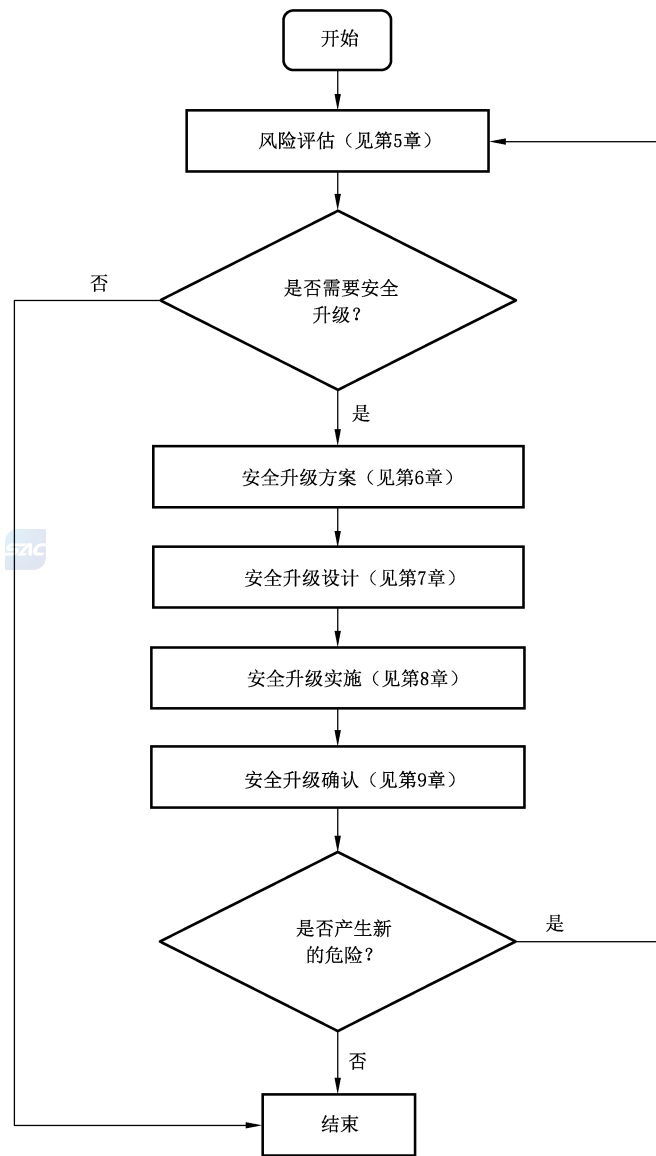 开始
风险评估（见第5章）
否
是否需要安全
升级？
是
安全升级方案（见第6章）
SAC
安全升级设计（见第7章）
安全升级实施（见第8章）
安全升级确认（见第9章）
是否产生新
的危险？
是
否
结束